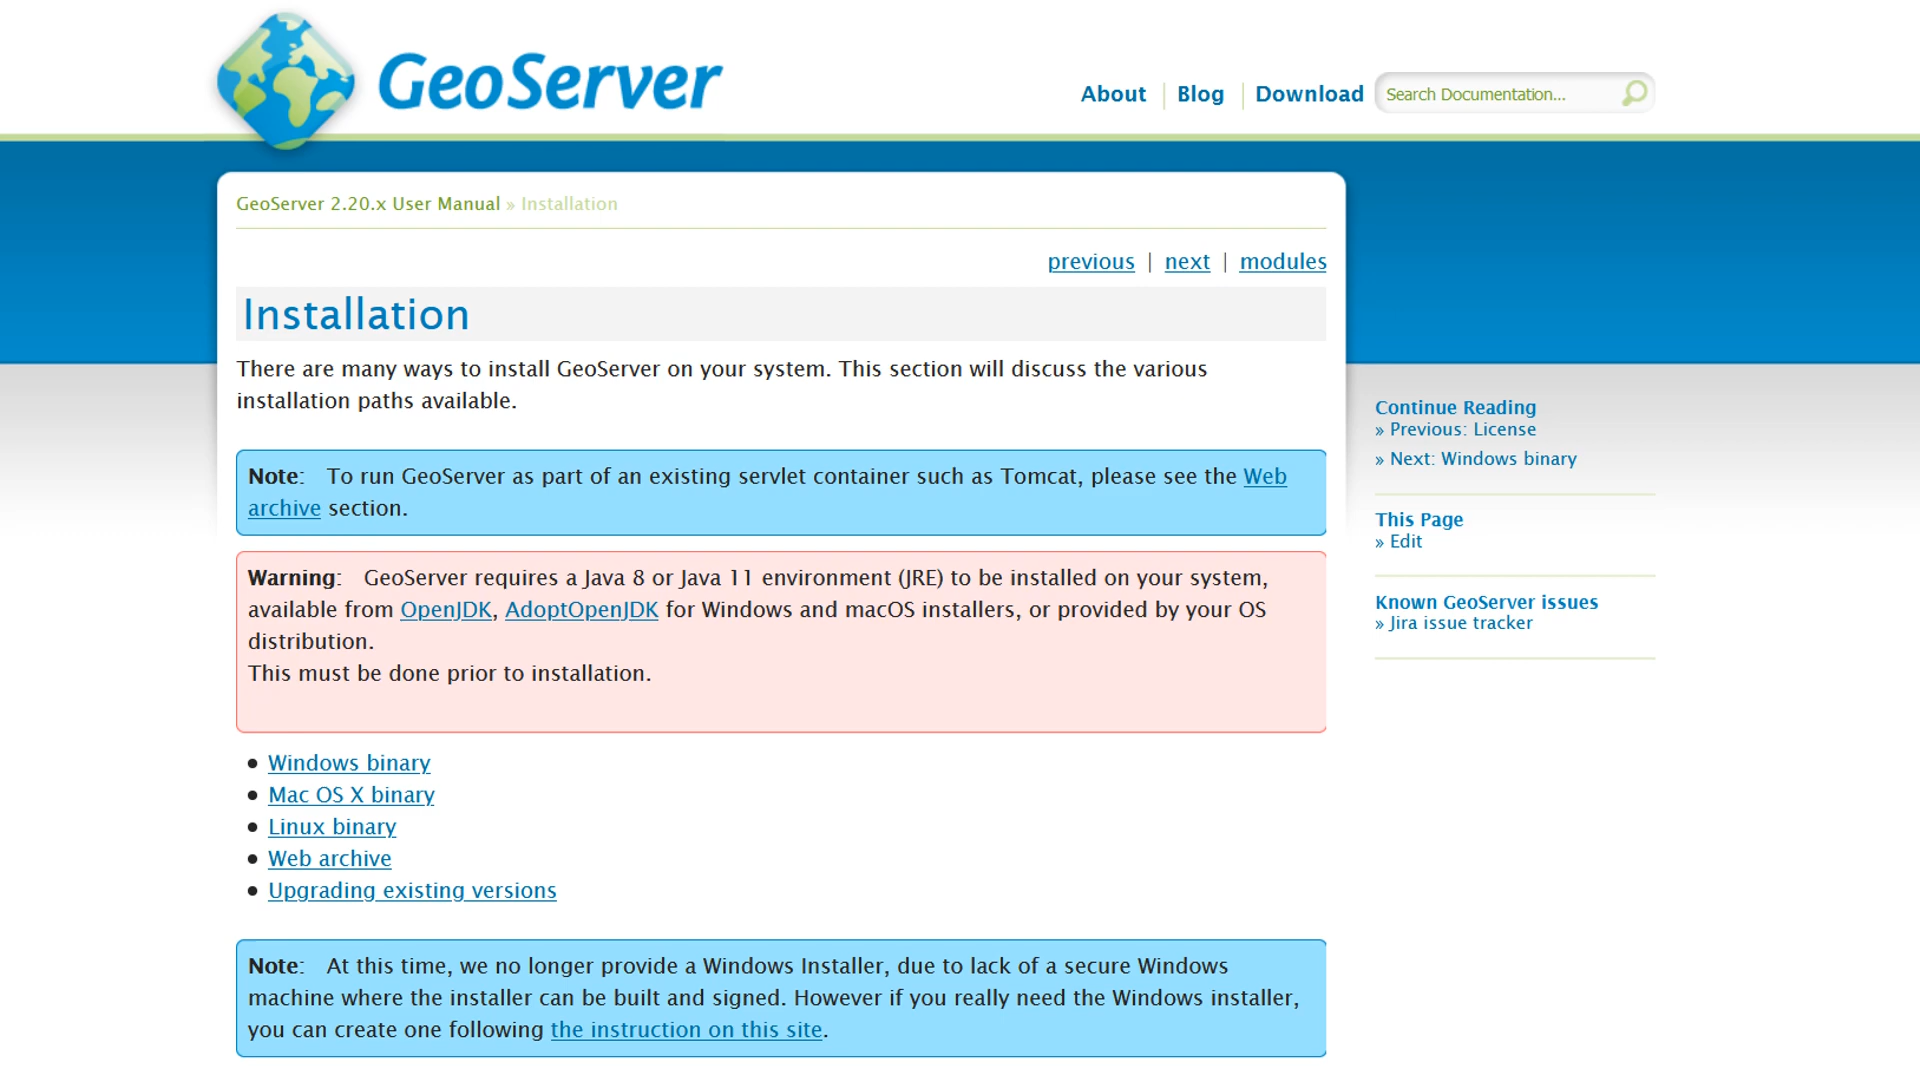 GeoServer
About
Blog
Download
Search Documentation...
GeoServer 2.20.x User Manual » Installation
previous | next | modules
Installation
There are many ways to install GeoServer on your system. This section will discuss the various
installation paths available.
Note: To run GeoServer as part of an existing servlet container such as Tomcat, please see the Web
archive section.
Warning: GeoServer requires a Java 8 or Java 11 environment (JRE) to be installed on your system,
available from OpenJDK, AdoptOpenJDK for Windows and macOS installers, or provided by your OS
distribution.
This must be done prior to installation.
Windows binary
Mac OS X binary
Linux binary
Web archive
Upgrading existing versions
Note: At this time, we no longer provide a Windows Installer, due to lack of a secure Windows
machine where the installer can be built and signed. However if you really need the Windows installer,
you can create one following the instruction on this site.
Continue Reading
» Previous: License
» Next: Windows binary
This Page
» Edit
Known GeoServer issues
» Jira issue tracker